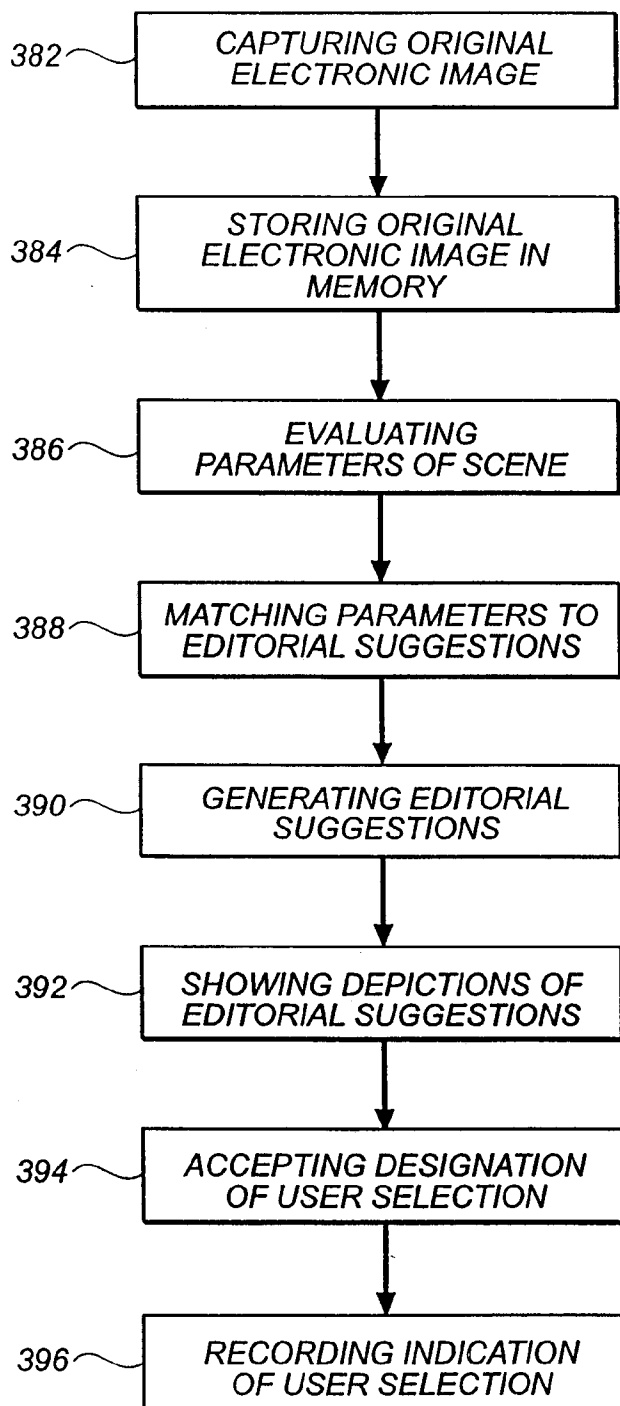 382
CAPTURING ORIGINAL
ELECTRONIC IMAGE
384
STORING ORIGINAL
ELECTRONIC IMAGE IN
MEMORY
386
EVALUATING
PARAMETERS OF SCENE
388
MATCHING PARAMETERS TO
EDITORIAL SUGGESTIONS
390
GENERATING EDITORIAL
SUGGESTIONS
392
SHOWING DEPICTIONS OF
EDITORIAL SUGGESTIONS
394
ACCEPTING DESIGNATION
OF USER SELECTION
396
RECORDING INDICATION
OF USER SELECTION